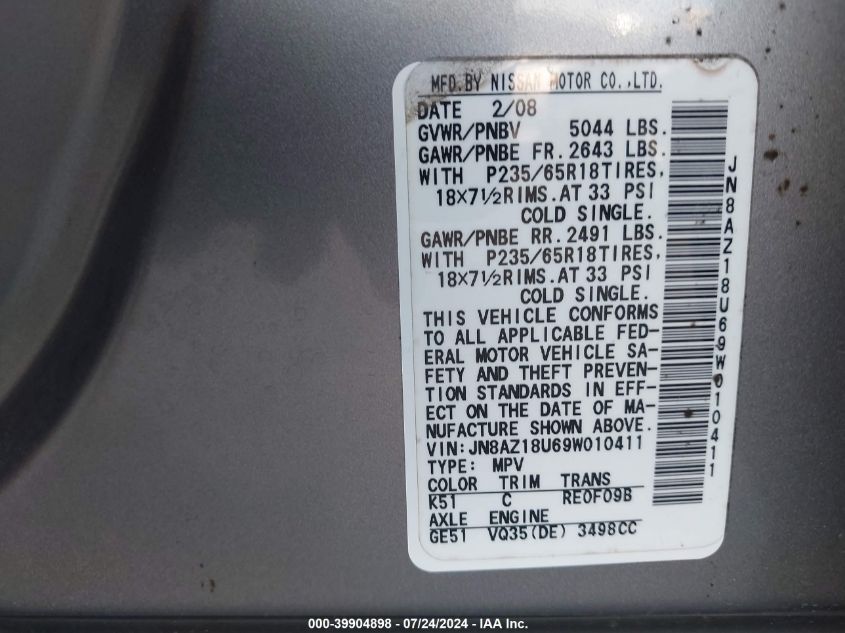 MFD.BY NISSAN MOTOR CO.,LTD.
DATE 2/08
GVWR/PNBV 5044 LBS.
GAWR/PNBE FR. 2643 LBS.
WITH P235/65R18TIRES,
18X7½RIMS.AT 33 PSI
COLD SINGLE.
GAWR/PNBE RR. 2491 LBS.
WITH P235/65R18TIRES,
18X7½RIMS.AT 33 PSI
COLD SINGLE.
THIS VEHICLE CONFORMS
TO ALL APPLICABLE FED-
ERAL MOTOR VEHICLE SA-
FETY AND THEFT PREVEN-
TION STANDARDS IN EFF-
ECT ON THE DATE OF MA-
NUFACTURE SHOWN ABOVE.
VIN:JN8AZ18U69W010411
TYPE: MPV
COLOR TRIM TRANS
K51 C RE0F09B
AXLE ENGINE
GE51 VQ35(DE) 3498CC
JN8AZ18U69W010411
000-39904898 - 07/24/2024 - IAA Inc.